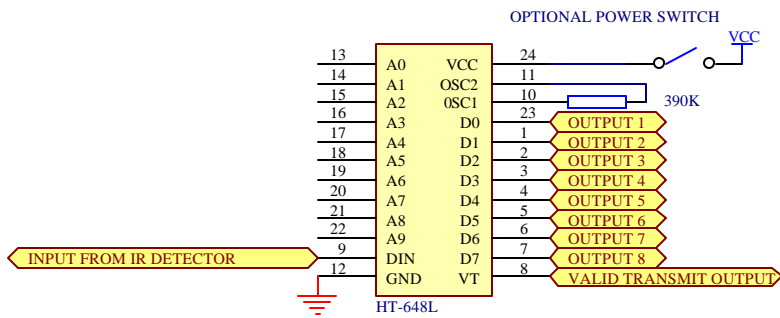 OPTIONAL POWER SWITCH
VCC
13 A0 VCC 24
14 A1 OSC2 11
15 A2 0SC1 10 390K
16 A3 D0 23 OUTPUT 1
17 A4 D1 1 OUTPUT 2
18 A5 D2 2 OUTPUT 3
19 A6 D3 3 OUTPUT 4
20 A7 D4 4 OUTPUT 5
21 A8 D5 5 OUTPUT 6
22 A9 D6 6 OUTPUT 7
INPUT FROM IR DETECTOR 9 DIN D7 7 OUTPUT 8
12 GND VT 8 VALID TRANSMIT OUTPUT
HT-648L